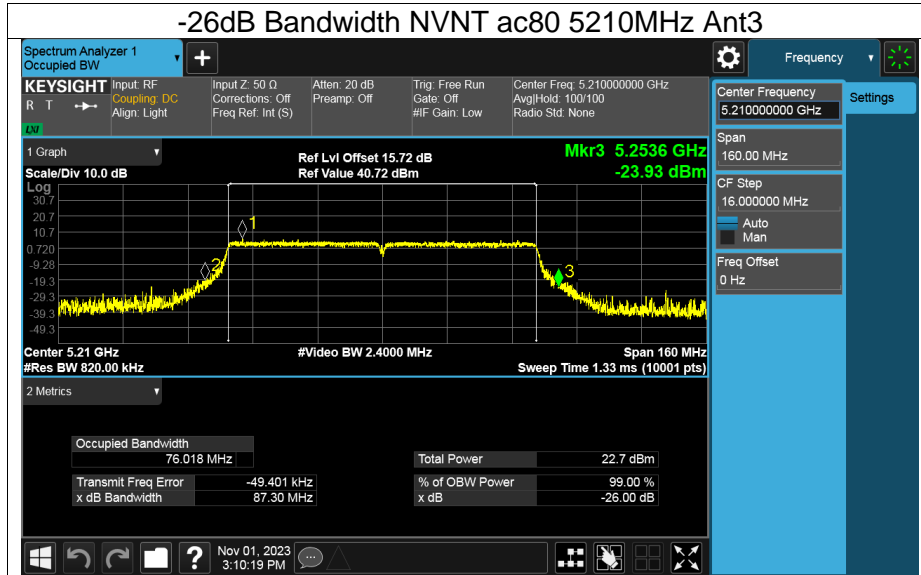 -26dB Bandwidth NVNT ac80 5210MHz Ant3
Spectrum Analyzer 1
Occupied BW
+
Frequency
KEYSIGHT
R T
LXI
Input: RF
Coupling: DC
Align: Light
Input Z: 50 Ω
Corrections: Off
Freq Ref: Int (S)
Atten: 20 dB
Preamp: Off
Trig: Free Run
Gate: Off
#IF Gain: Low
Center Freq: 5.210000000 GHz
Avg|Hold: 100/100
Radio Std: None
Center Frequency
5.210000000 GHz
Settings
Span
160.00 MHz
CF Step
16.000000 MHz
Auto
Man
Freq Offset
0 Hz
1 Graph
Scale/Div 10.0 dB
Ref Lvl Offset 15.72 dB
Ref Value 40.72 dBm
Mkr3 5.2536 GHz
-23.93 dBm
Log
30.7
20.7
10.7
0.720
-9.28
-19.3
-29.3
-39.3
-49.3
1
2
3
Center 5.21 GHz
#Video BW 2.4000 MHz
Span 160 MHz
#Res BW 820.00 kHz
Sweep Time 1.33 ms (10001 pts)
2 Metrics
Occupied Bandwidth
76.018 MHz
Total Power 22.7 dBm
Transmit Freq Error -49.401 kHz
% of OBW Power 99.00 %
x dB Bandwidth 87.30 MHz
x dB -26.00 dB
?
Nov 01, 2023
3:10:19 PM